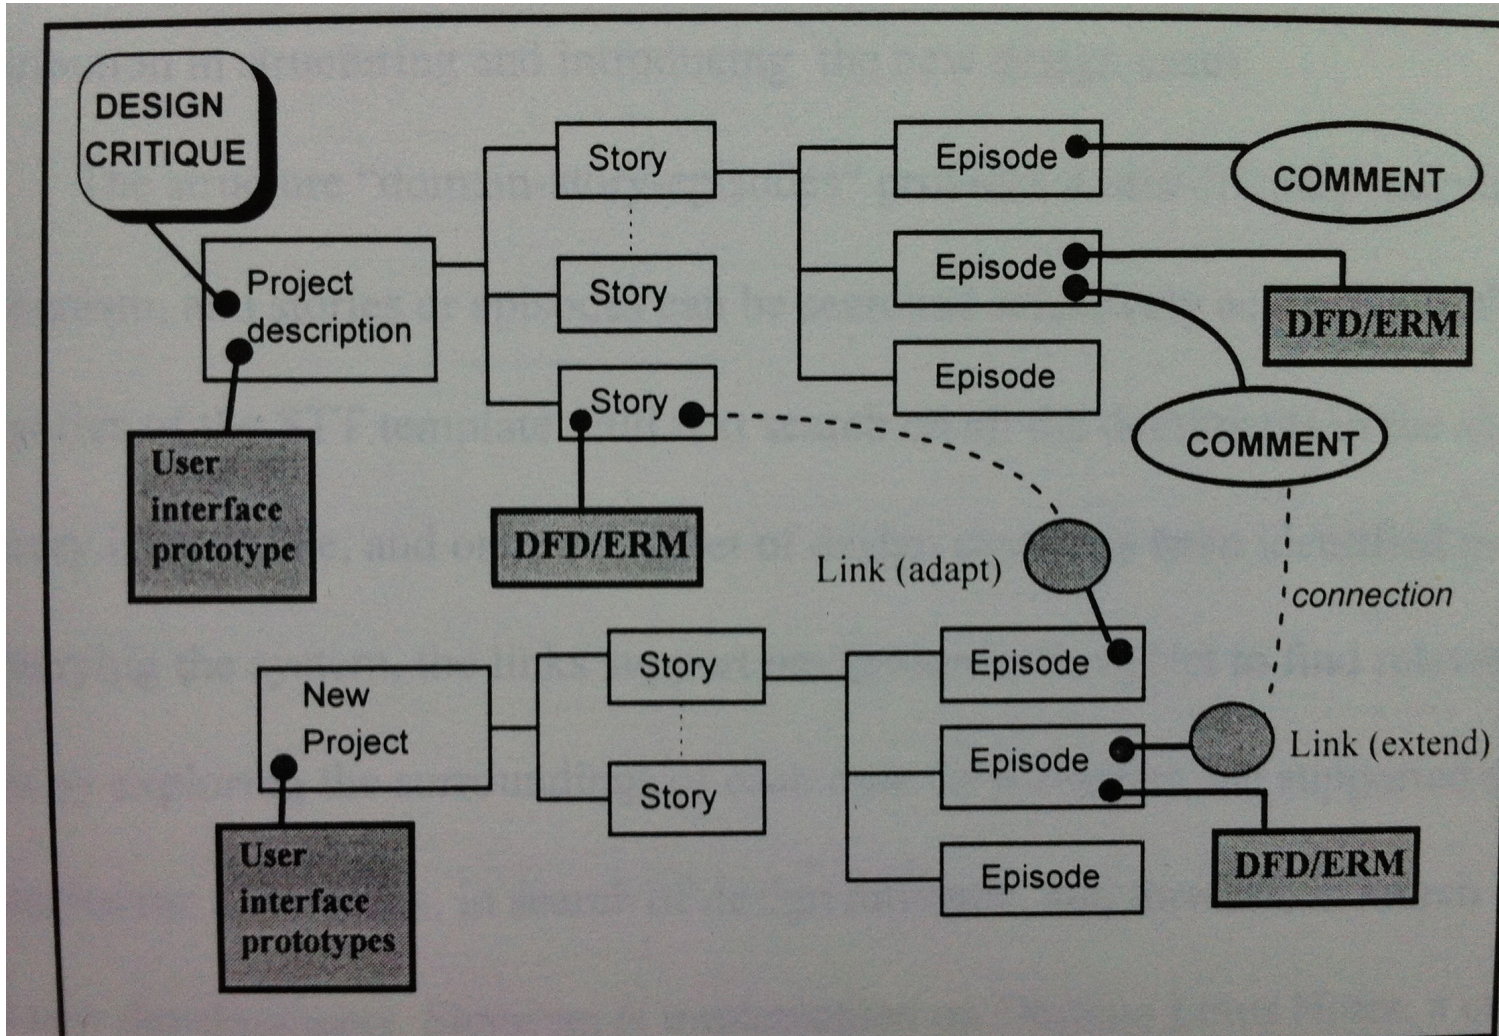 DESIGN
CRITIQUE
Project
description
User
interface
prototype
Story
Story
Story
DFD/ERM
Episode
Episode
Episode
COMMENT
DFD/ERM
COMMENT
Link (adapt)
connection
New
Project
User
interface
prototypes
Story
Story
Episode
Episode
Episode
Link (extend)
DFD/ERM